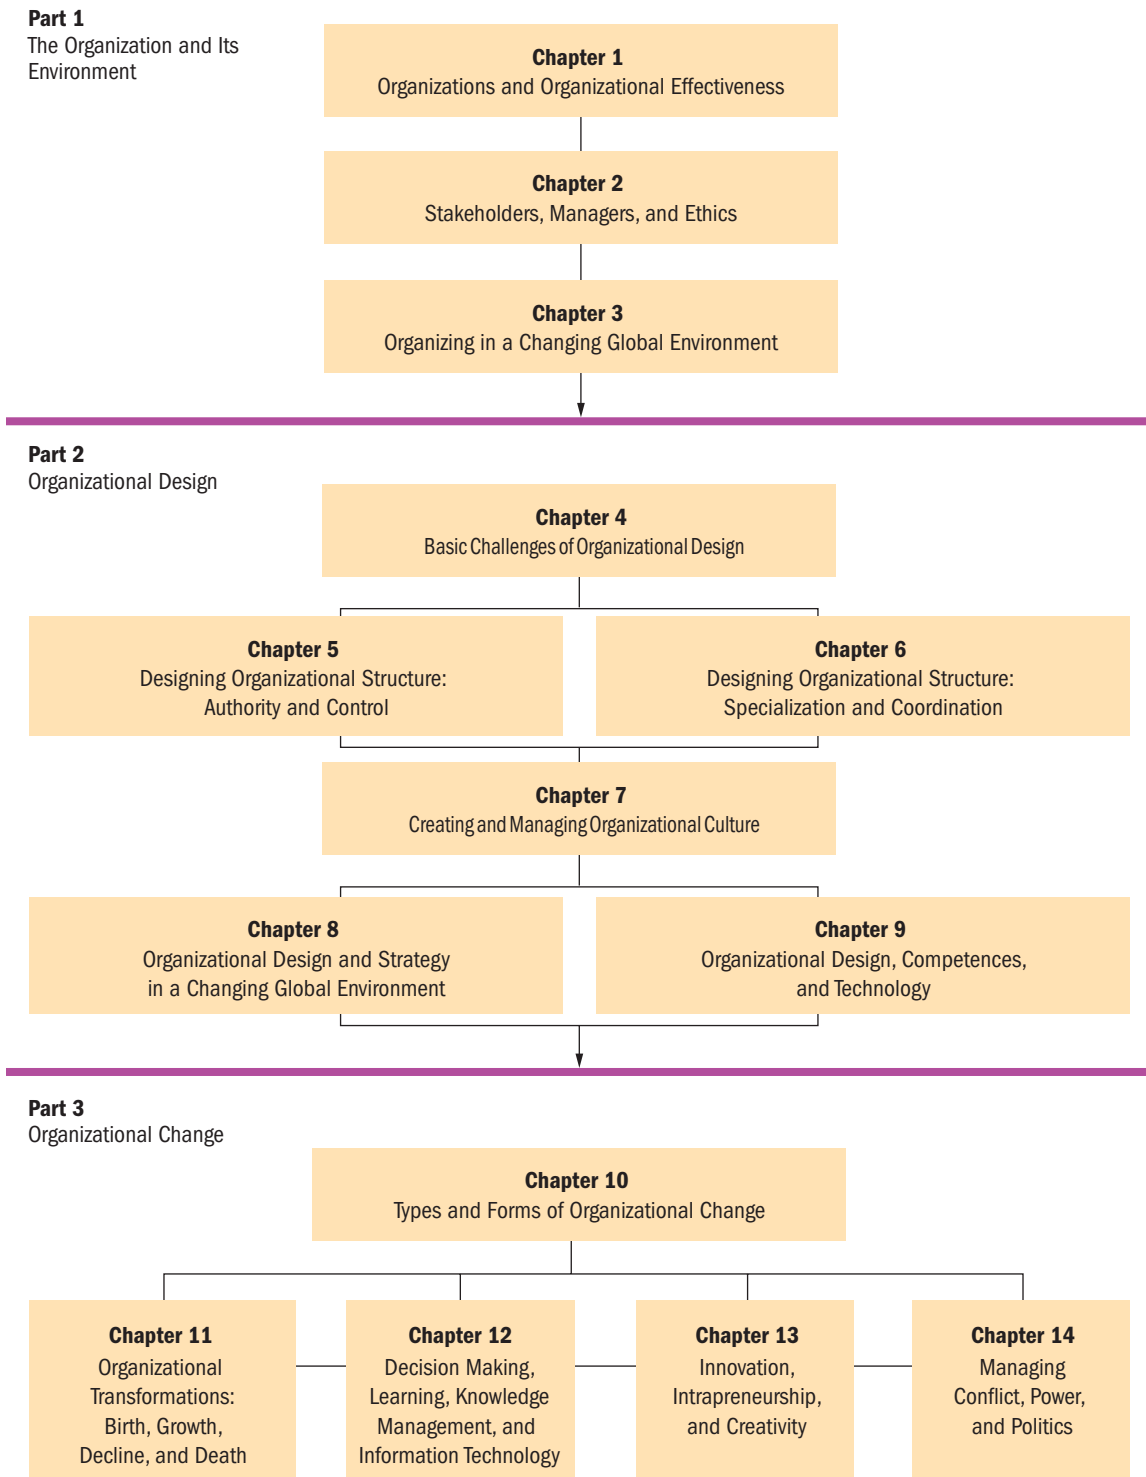 Part 1
The Organization and Its
Environment
Chapter 1
Organizations and Organizational Effectiveness
Chapter 2
Stakeholders, Managers, and Ethics
Chapter 3
Organizing in a Changing Global Environment
Part 2
Organizational Design
Chapter 4
Basic Challenges of Organizational Design
Chapter 5
Designing Organizational Structure:
Authority and Control
Chapter 6
Designing Organizational Structure:
Specialization and Coordination
Chapter 7
Creating and Managing Organizational Culture
Chapter 8
Organizational Design and Strategy
in a Changing Global Environment
Chapter 9
Organizational Design, Competences,
and Technology
Part 3
Organizational Change
Chapter 10
Types and Forms of Organizational Change
Chapter 11
Organizational
Transformations:
Birth, Growth,
Decline, and Death
Chapter 12
Decision Making,
Learning, Knowledge
Management, and
Information Technology
Chapter 13
Innovation,
Intrapreneurship,
and Creativity
Chapter 14
Managing
Conflict, Power,
and Politics